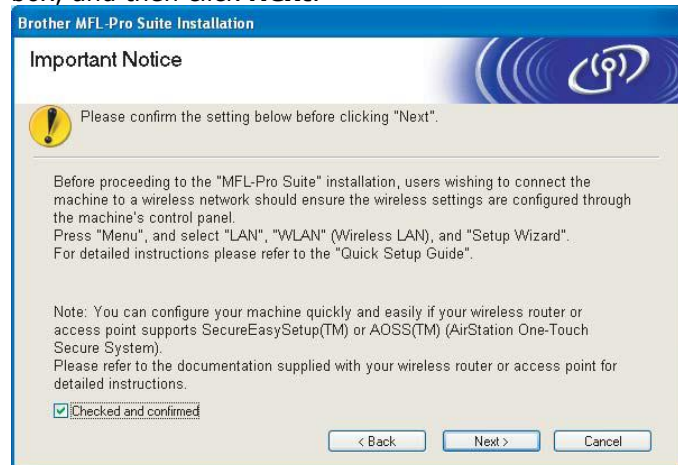 box, and then click Next.
Brother MFL-Pro Suite Installation
Important Notice
Please confirm the setting below before clicking "Next".
Before proceeding to the "MFL-Pro Suite" installation, users wishing to connect the
machine to a wireless network should ensure the wireless settings are configured through
the machine's control panel.
Press "Menu", and select "LAN", "WLAN" (Wireless LAN), and "Setup Wizard".
For detailed instructions please refer to the "Quick Setup Guide".
Note: You can configure your machine quickly and easily if your wireless router or
access point supports SecureEasySetup(TM) or AOSS(TM) (AirStation One-Touch
Secure System).
Please refer to the documentation supplied with your wireless router or access point for
detailed instructions.
Checked and confirmed
< Back Next > Cancel